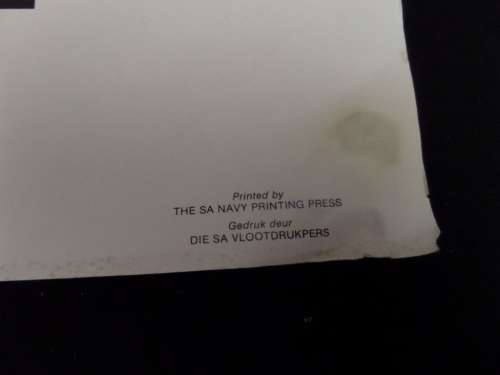 Printed by
THE SA NAVY PRINTING PRESS
Gedruk deur
DIE SA VLOOTDRUKPERS